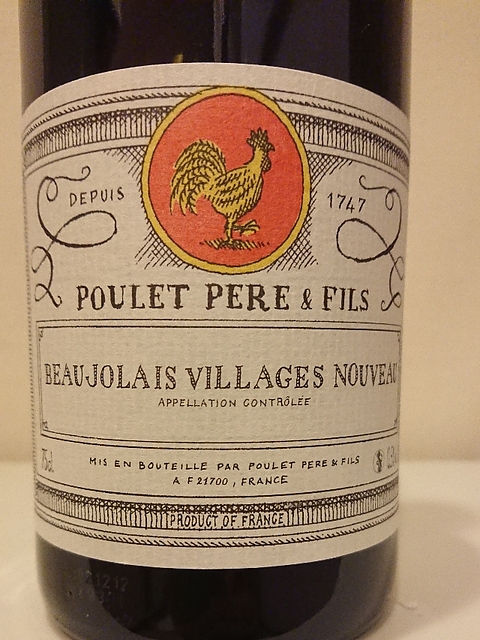 DEPUIS 1747
POULET PERE & FILS
BEAUJOLAIS VILLAGES NOUVEAU
APPELLATION CONTRÔLÉE
75cl.
MIS EN BOUTEILLE PAR POULET PERE & FILS
A F 21700, FRANCE
PRODUCT OF FRANCE